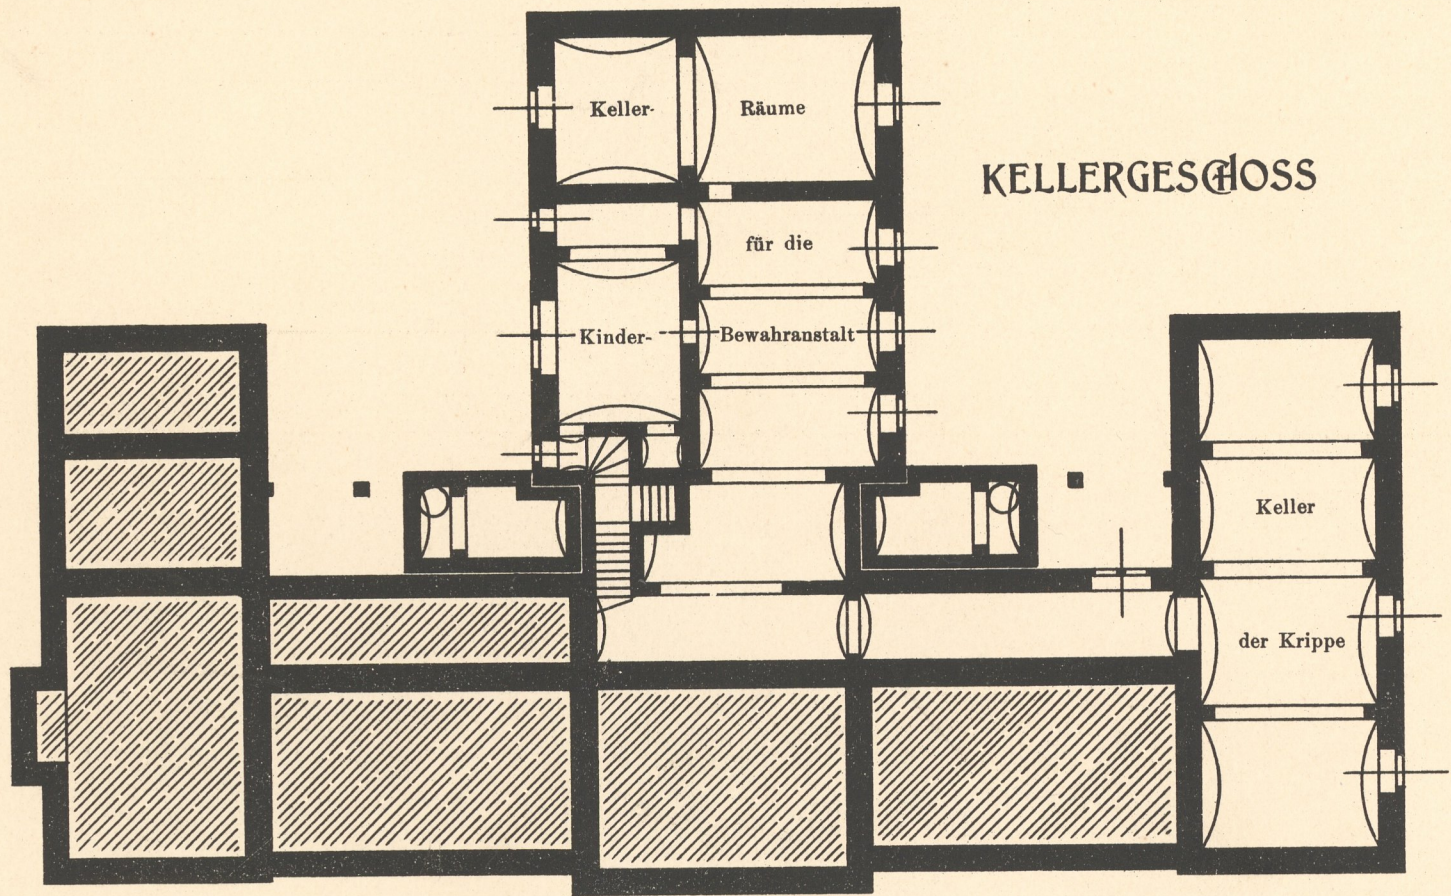 KELLERGESCHOSS
Keller- Räume
für die
Kinder- Bewahranstalt
Keller
der Krippe